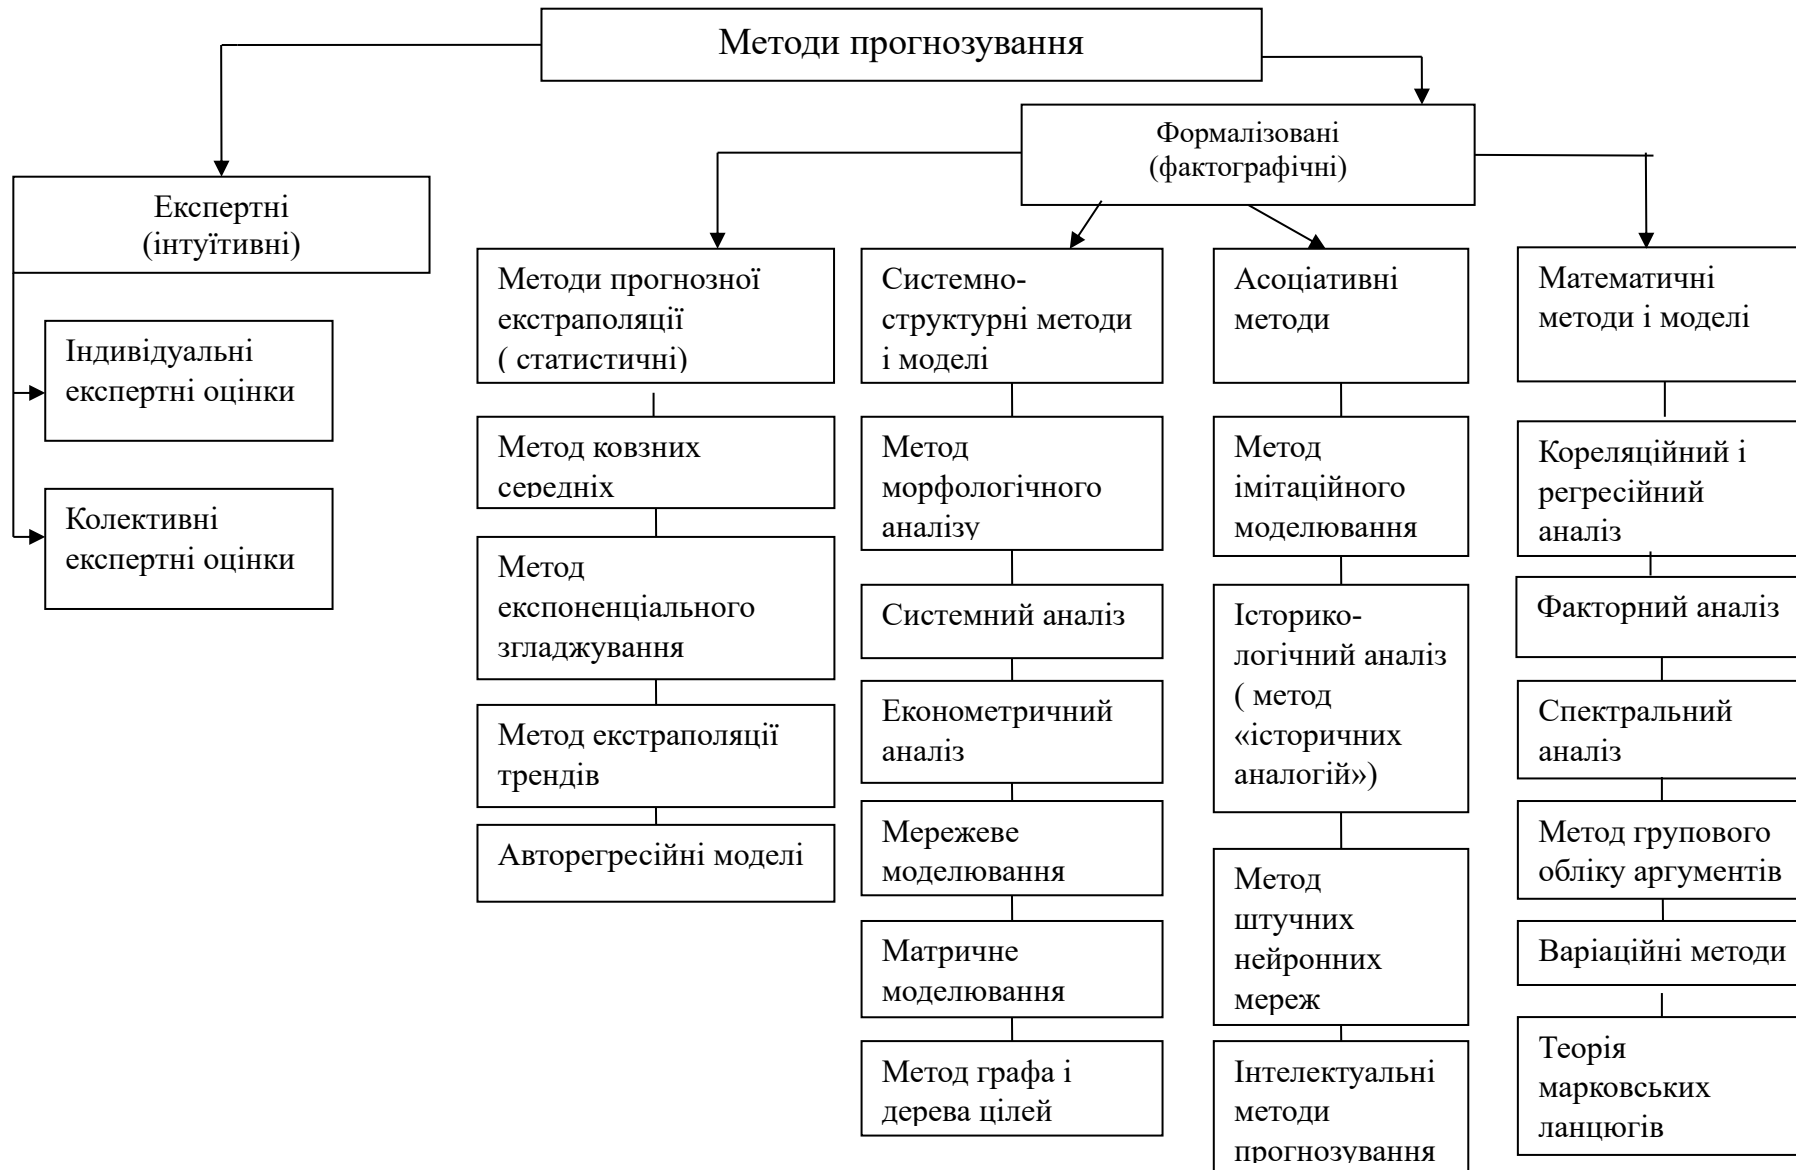 Методи прогнозування
Формалізовані
(фактографічні)
Експертні
(інтуїтивні)
Індивідуальні
експертні оцінки
Колективні
експертні оцінки
Методи прогнозної
екстраполяції
( статистичні)
Метод ковзних
середніх
Метод
експоненціального
згладжування
Метод екстраполяції
трендів
Авторегресійні моделі
Системно-
структурні методи
і моделі
Метод
морфологічного
аналізу
Системний аналіз
Економетричний
аналіз
Мережеве
моделювання
Матричне
моделювання
Метод графа і
дерева цілей
Асоціативні
методи
Метод
імітаційного
моделювання
Історико-
логічний аналіз
( метод
«історичних
аналогій»)
Метод
штучних
нейронних
мереж
Інтелектуальні
методи
прогнозування
Математичні
методи і моделі
Кореляційний і
регресійний
аналіз
Факторний аналіз
Спектральний
аналіз
Метод групового
обліку аргументів
Варіаційні методи
Теорія
марковських
ланцюгів